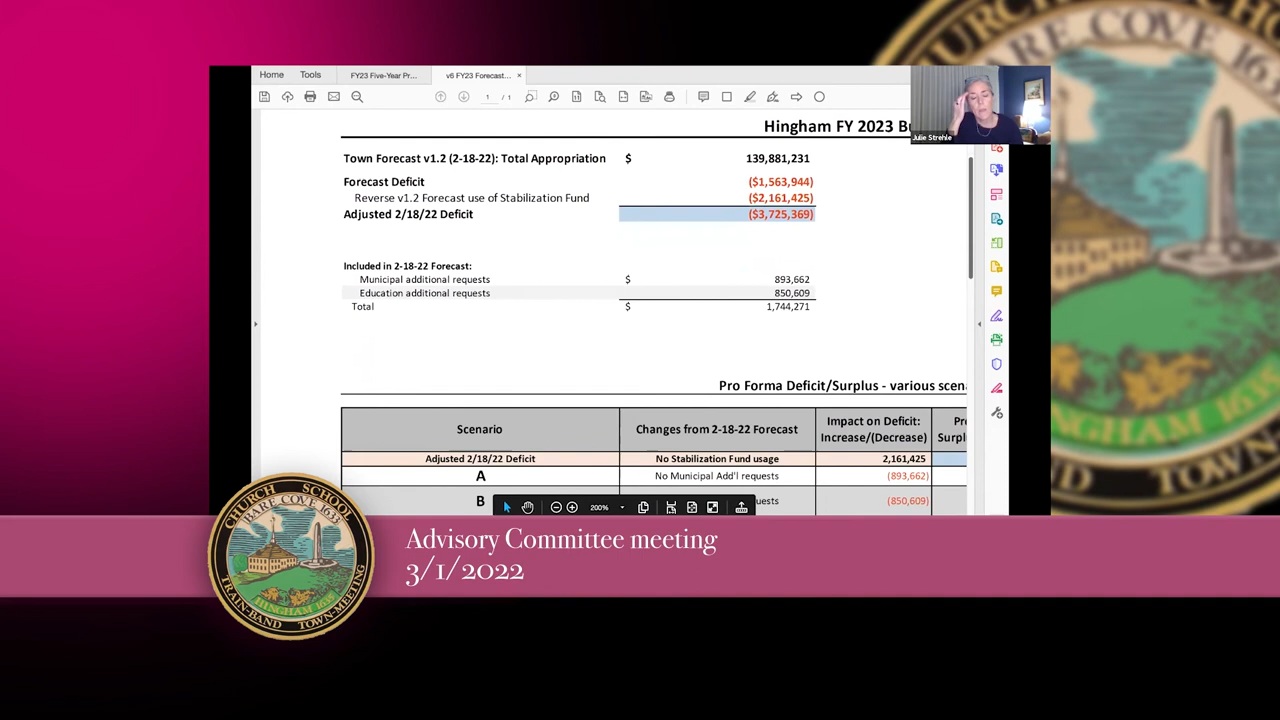 Home Tools FY23 Five-Year Pr... v6 FY23 Forecast... ×
1 / 1
Julie Strehle
Hingham FY 2023
Town Forecast v1.2 (2-18-22): Total Appropriation $ 139,881,231
Forecast Deficit ($1,563,944)
Reverse v1.2 Forecast use of Stabilization Fund ($2,161,425)
Adjusted 2/18/22 Deficit ($3,725,369)
Included in 2-18-22 Forecast:
Municipal additional requests $ 893,662
Education additional requests 850,609
Total $ 1,744,271
Pro Forma Deficit/Surplus - various
Scenario Changes from 2-18-22 Forecast Impact on Deficit: Increase/(Decrease)
Adjusted 2/18/22 Deficit No Stabilization Fund usage 2,161,425
A No Municipal Add'l requests (893,662)
B (850,609)
200%
Advisory Committee meeting
3/1/2022
CHURCH SCHOOL
BARE COVE 1633
HINGHAM 1635
TRAIN-BAND TOWN-MEETING